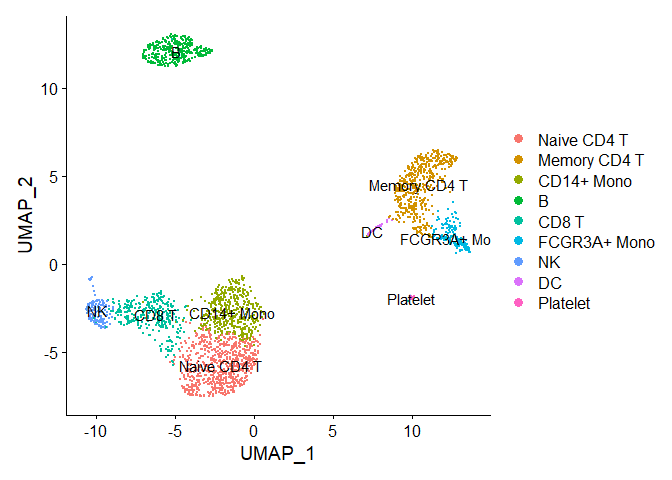 B
10
Naive CD4 T
Memory CD4 T
CD14+ Mono
B
CD8 T
FCGR3A+ Mono
NK
DC
Platelet
UMAP_2
5
Memory CD4 T
DC
FCGR3A+ Mo
0
Platelet
NK
CD8 T
CD14+ Mono
-5
Naive CD4 T
-10 -5 0 5 10
UMAP_1